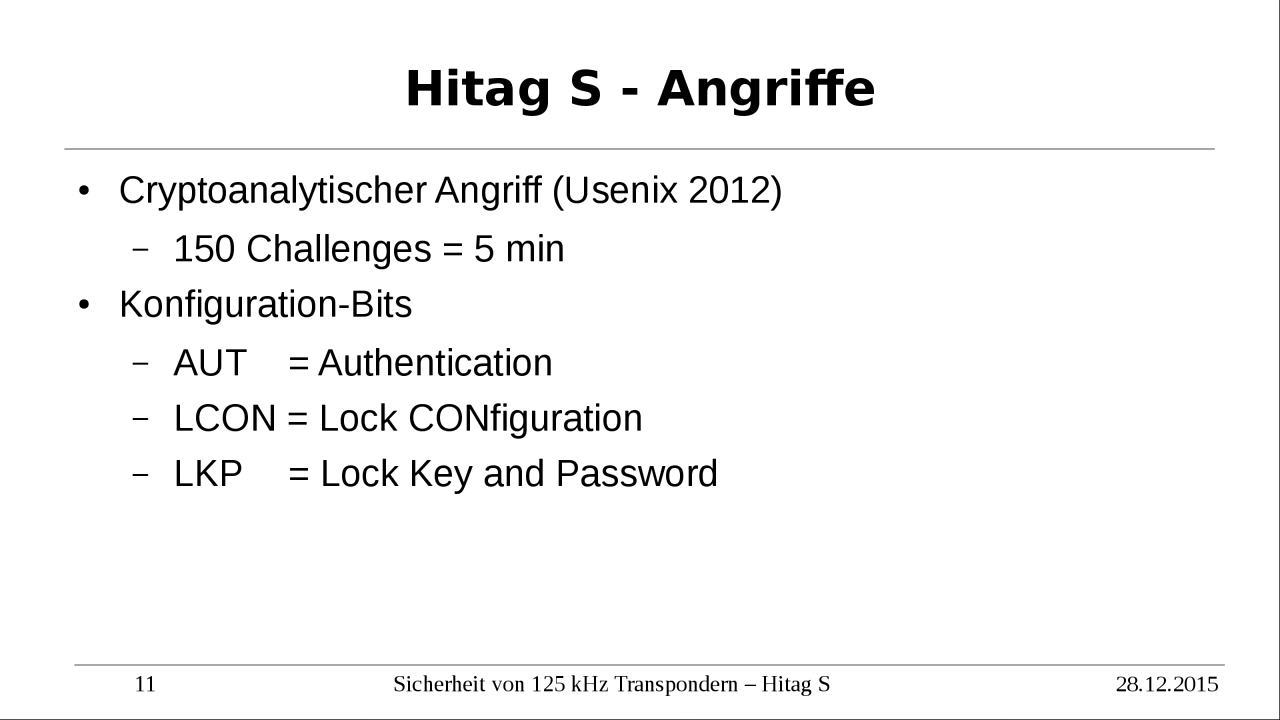 Hitag S - Angriffe
• Cryptoanalytischer Angriff (Usenix 2012)
– 150 Challenges = 5 min
• Konfiguration-Bits
– AUT = Authentication
– LCON = Lock CONfiguration
– LKP = Lock Key and Password
11 Sicherheit von 125 kHz Transpondern – Hitag S 28.12.2015